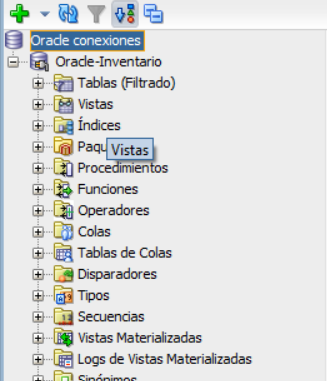 Oracle conexiones
Oracle-Inventario
Tablas (Filtrado)
Vistas
Índices
Paqu
Vistas
Procedimientos
Funciones
Operadores
Colas
Tablas de Colas
Disparadores
Tipos
Secuencias
Vistas Materializadas
Logs de Vistas Materializadas
Sinónimos